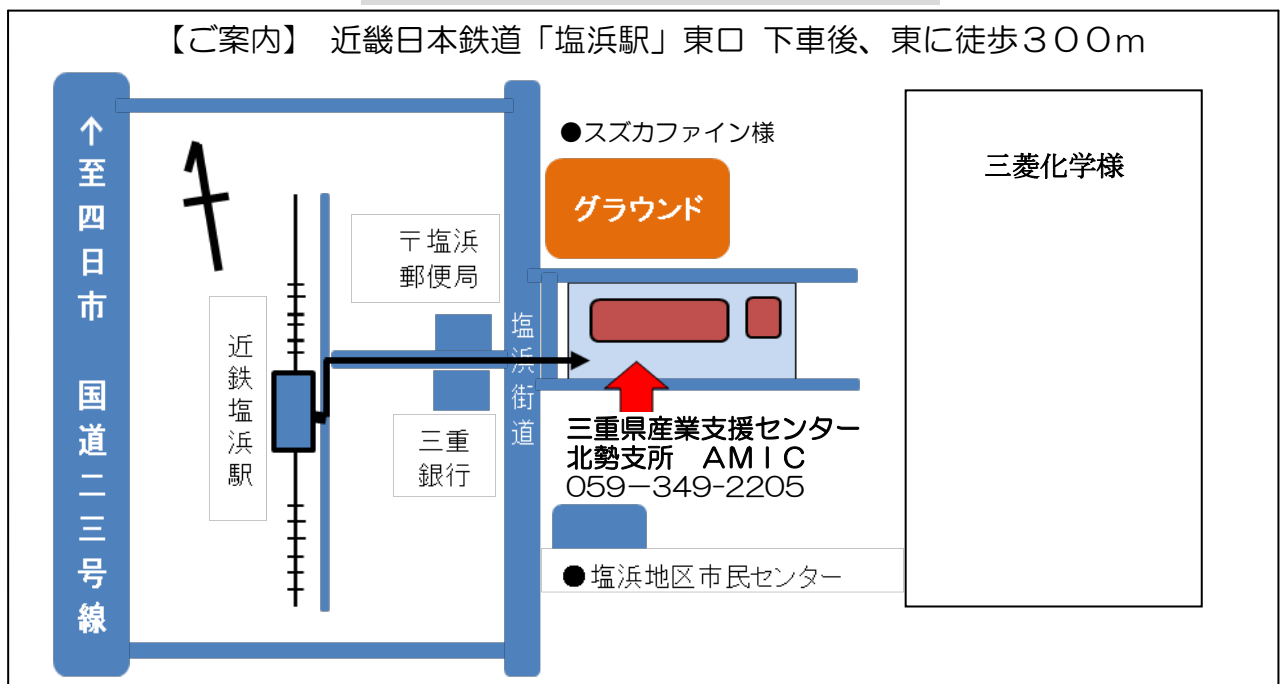 【ご案内】 近畿日本鉄道「塩浜駅」東口 下車後、東に徒歩３００ｍ
↑至四日市 国道二三号線
●スズカファイン様
グラウンド
三菱化学様
〒塩浜
郵便局
近鉄塩浜駅
塩浜街道
三重
銀行
三重県産業支援センター
北勢支所 ＡＭＩＣ
059－349-2205
●塩浜地区市民センター